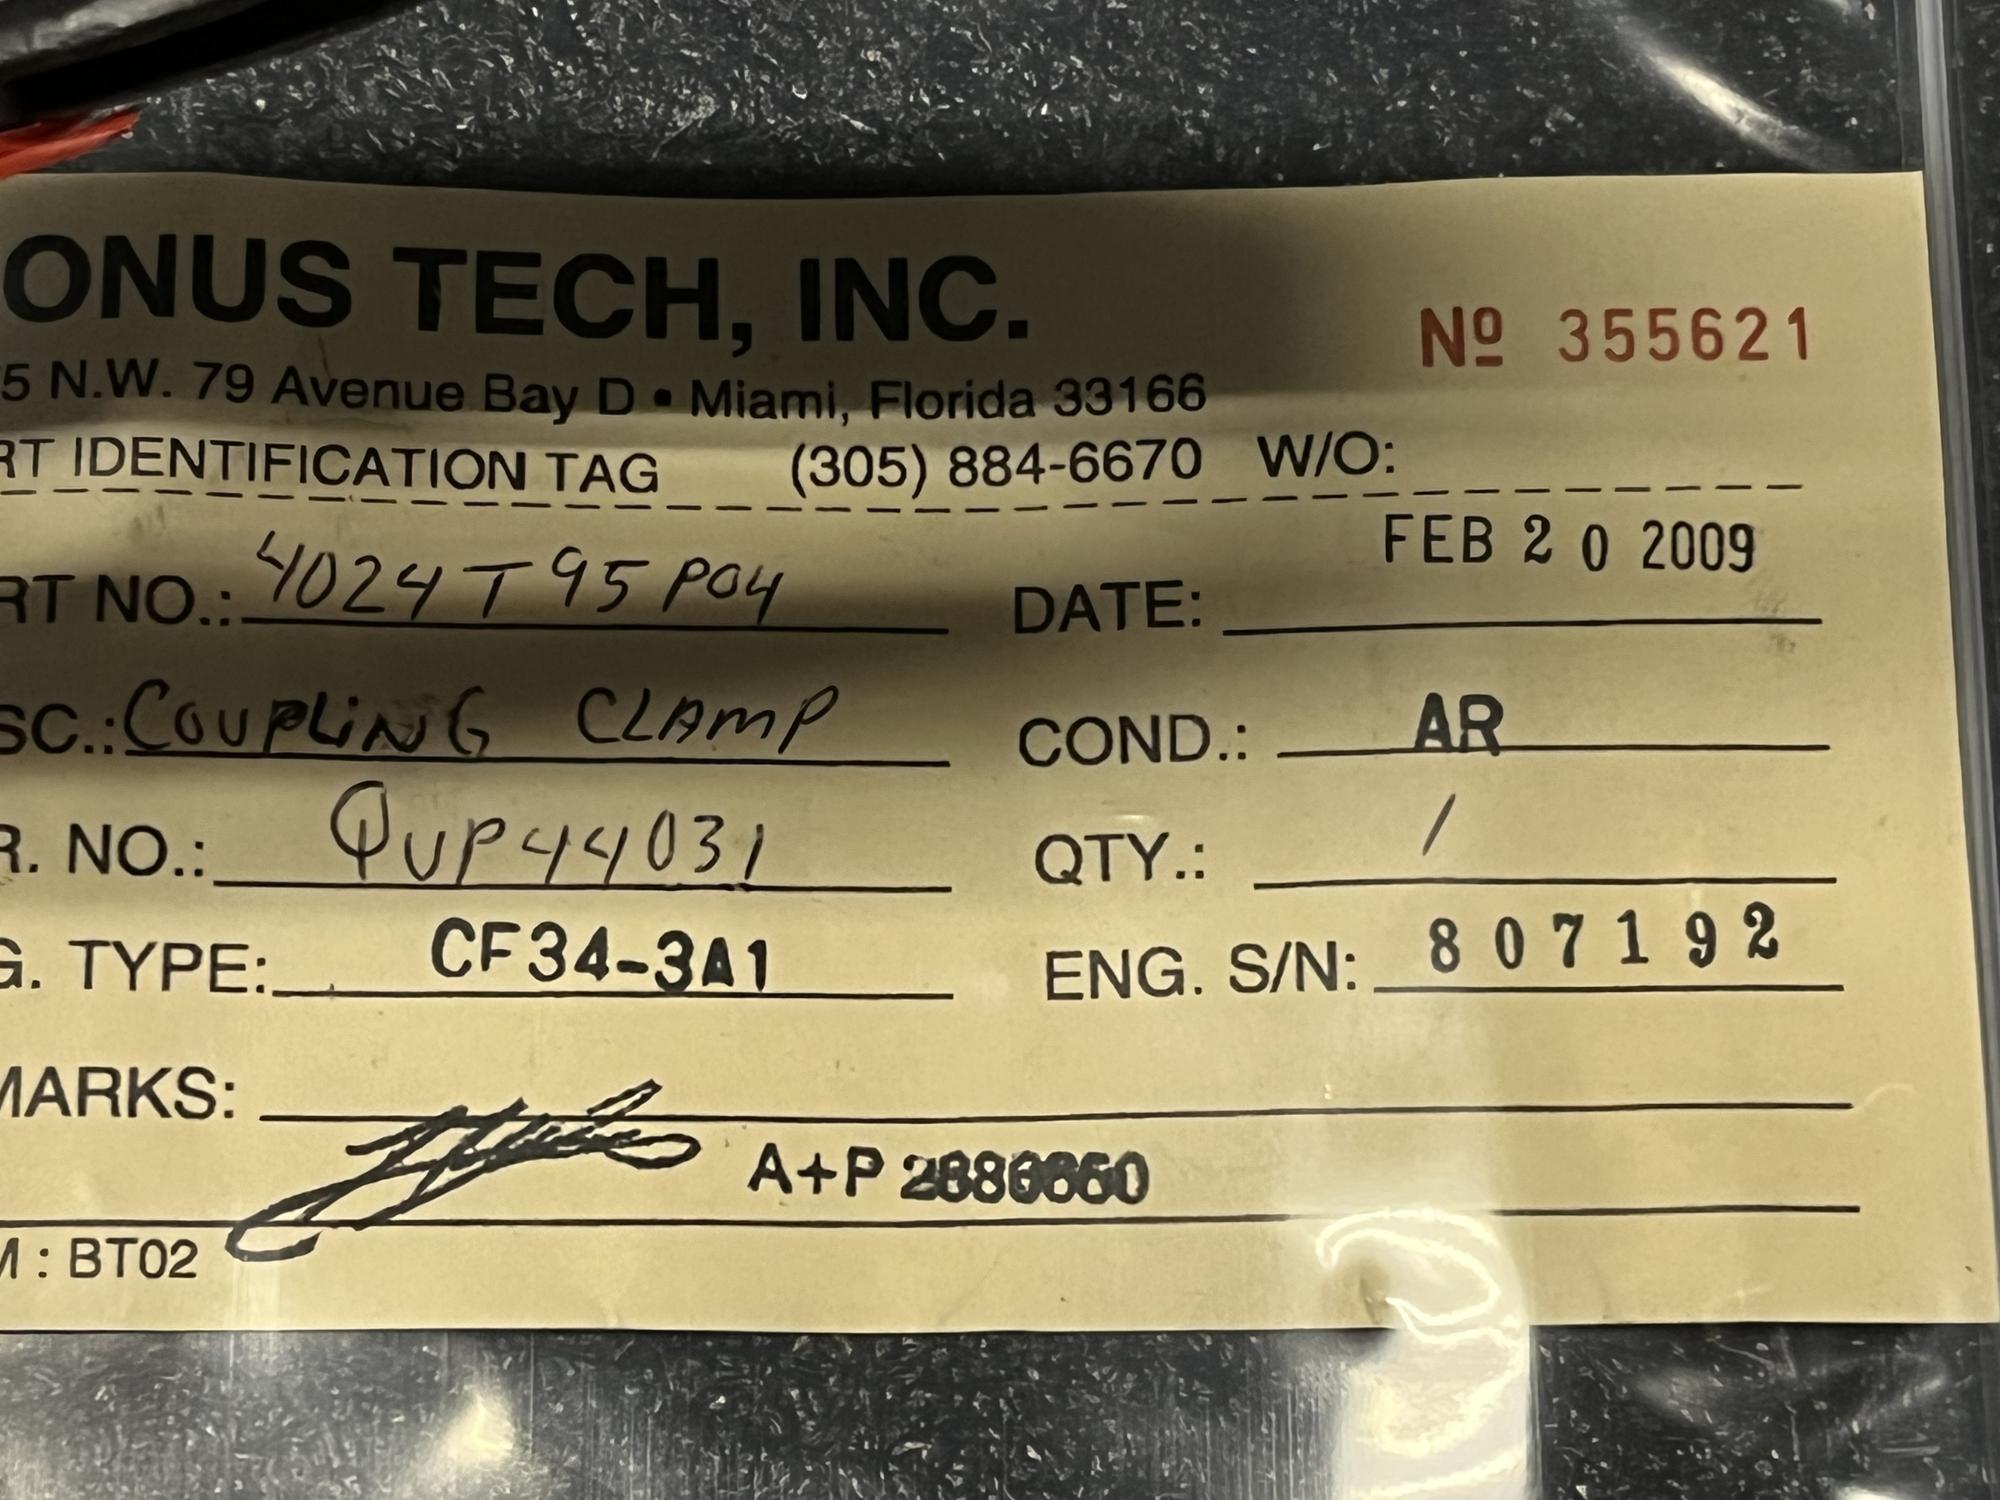 ONUS TECH, INC.
Nº 355621
5 N.W. 79 Avenue Bay D • Miami, Florida 33166
RT IDENTIFICATION TAG (305) 884-6670 W/O:
RT NO.: 4024T95P04 DATE: FEB 20 2009
SC.: COUPLING CLAMP COND.: AR
R. NO.: QUP44031 QTY.: 1
G. TYPE: CF34-3A1 ENG. S/N: 807192
MARKS:
A+P
M : BT02